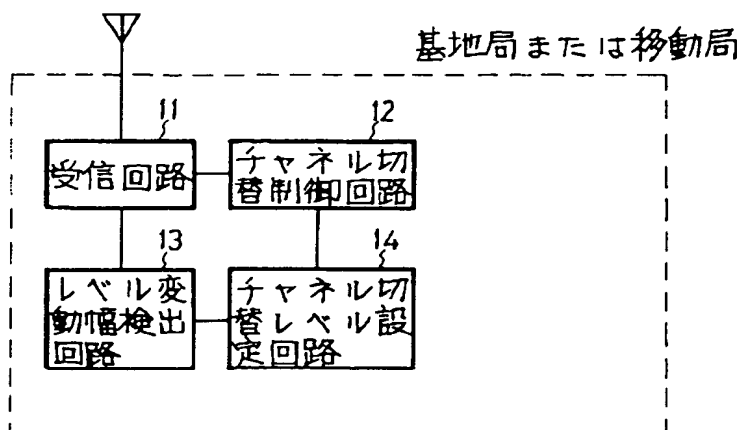 基地局または移動局
11
12
受信回路
チャネル切
替制御回路
13
14
レベル変
動幅検出
回路
チャネル切
替レベル設
定回路